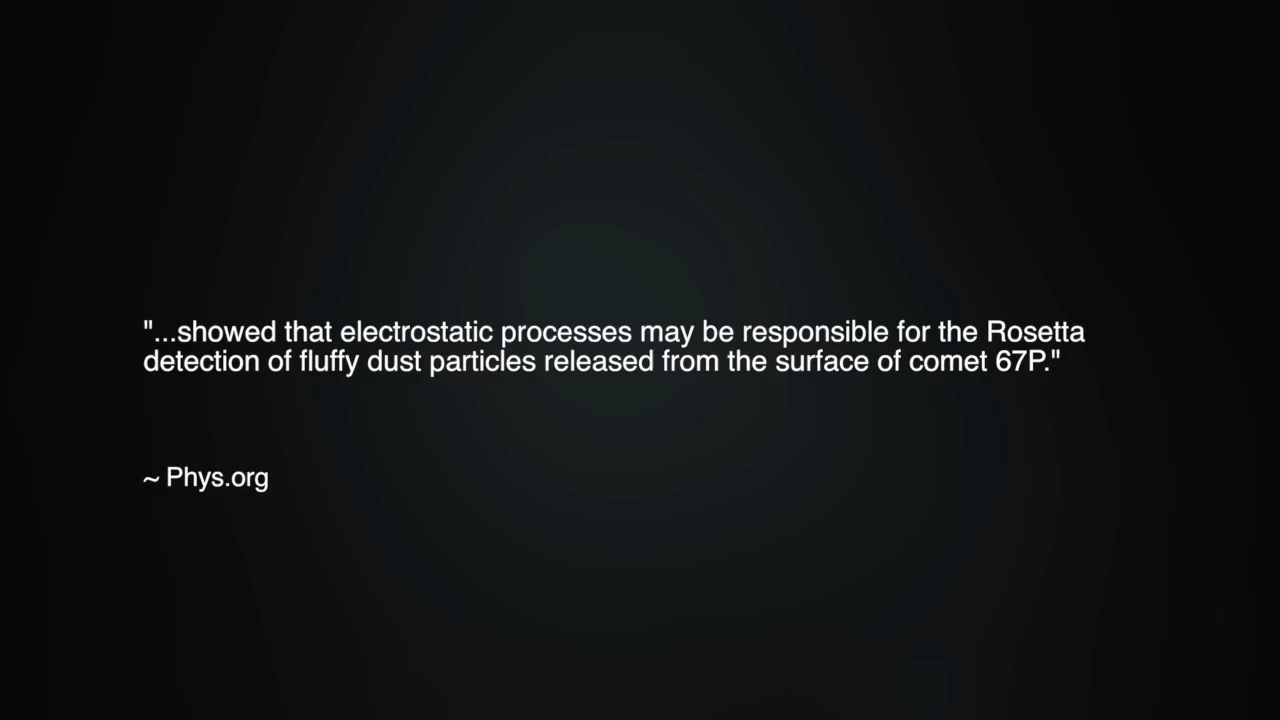 "...showed that electrostatic processes may be responsible for the Rosetta
detection of fluffy dust particles released from the surface of comet 67P."
~ Phys.org